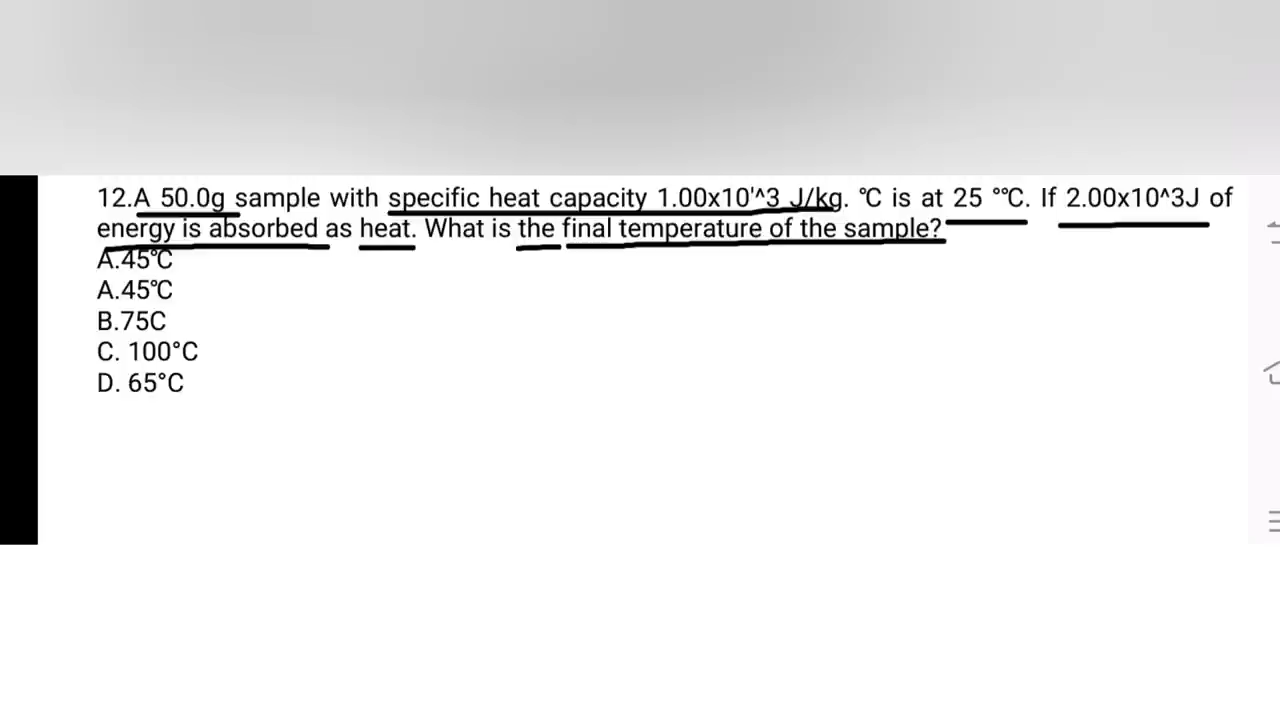 12.A 50.0g sample with specific heat capacity 1.00x10'^3 J/kg. ℃ is at 25 °℃. If 2.00x10^3J of
energy is absorbed as heat. What is the final temperature of the sample?
A.45℃
A.45℃
B.75C
C. 100°C
D. 65°C